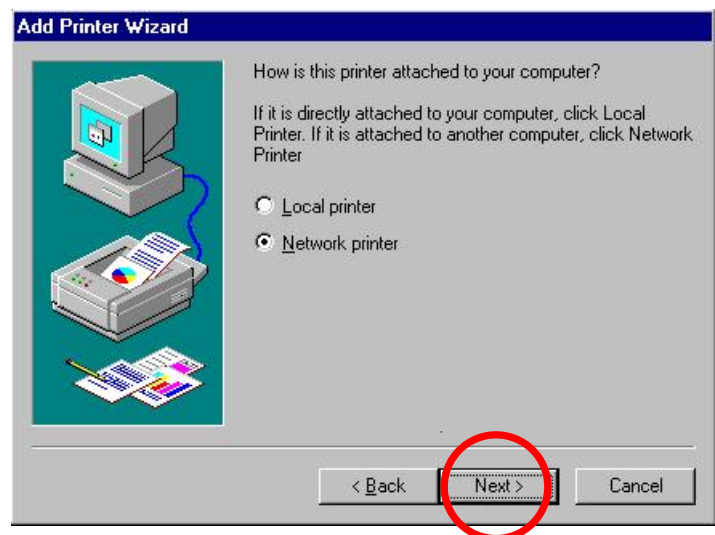 Add Printer Wizard
How is this printer attached to your computer?
If it is directly attached to your computer, click Local
Printer. If it is attached to another computer, click Network
Printer
Local printer
Network printer
< Back
Next >
Cancel